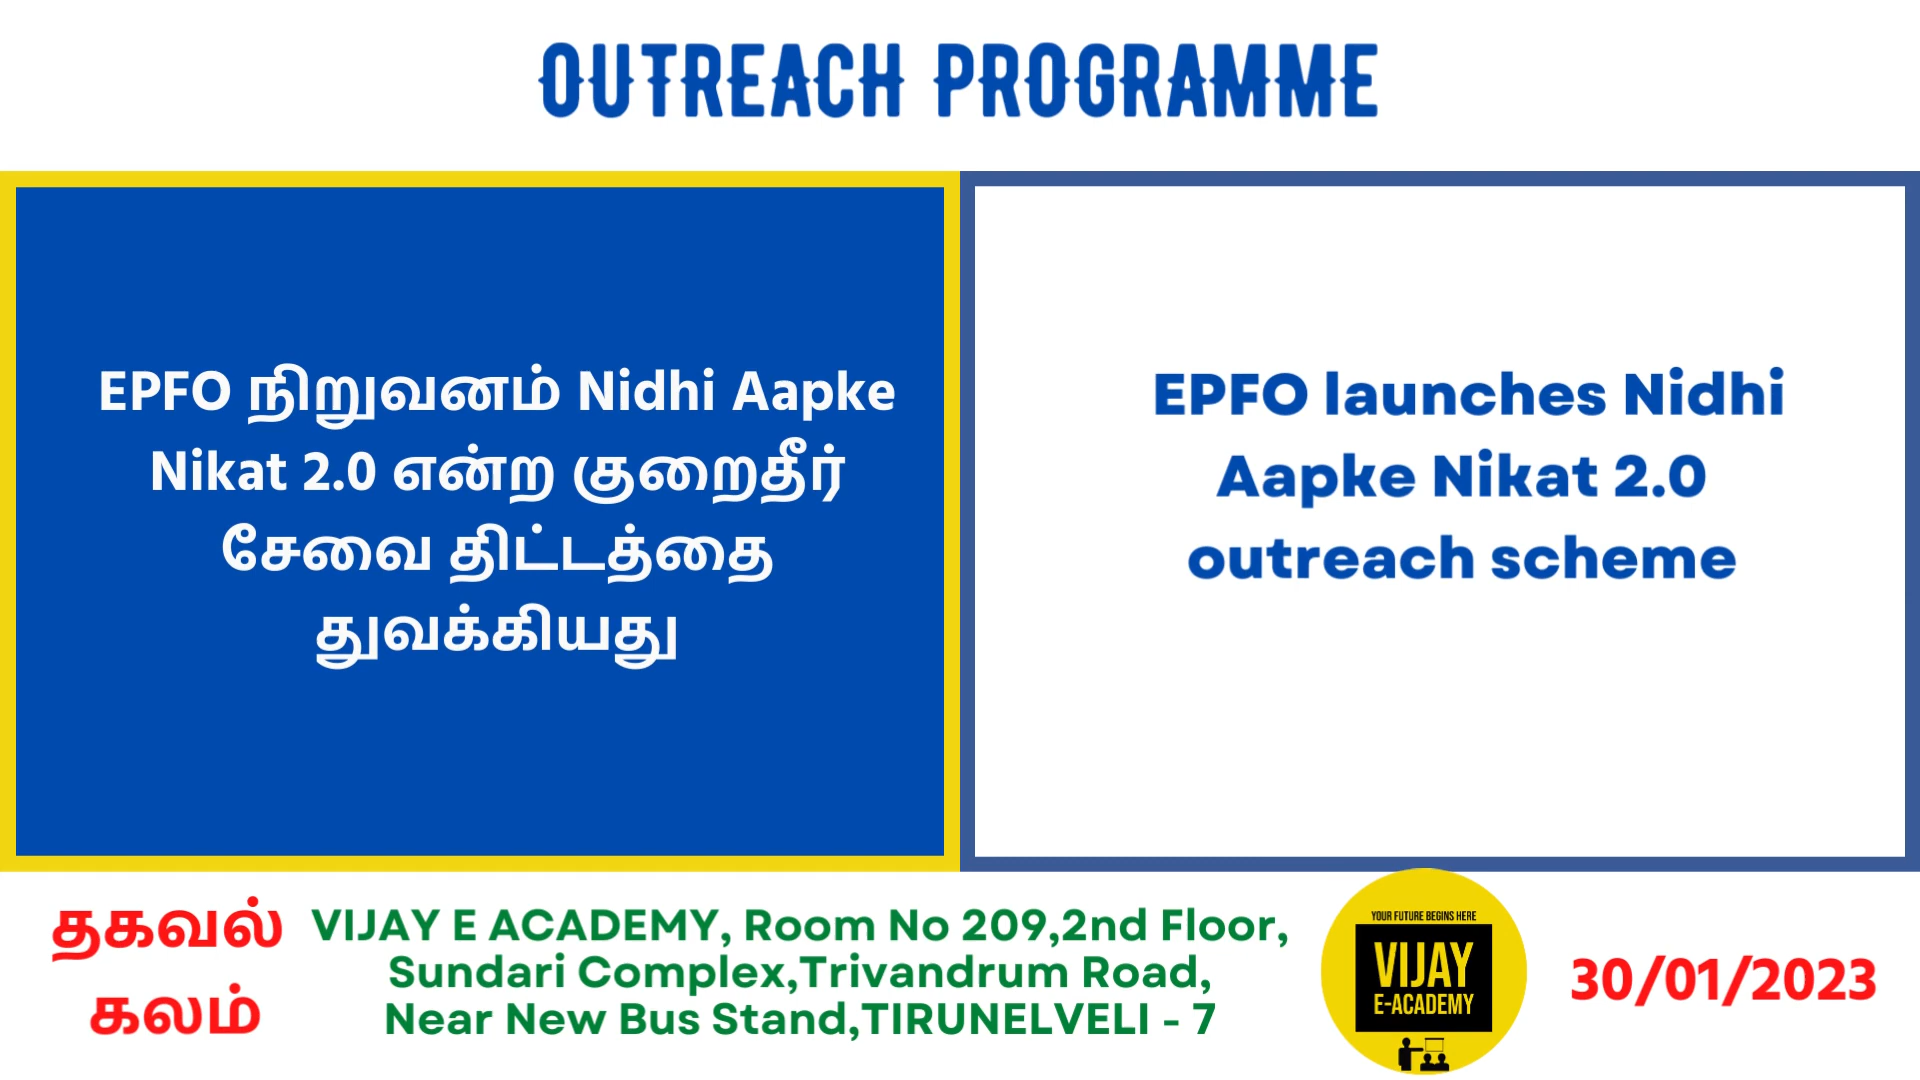 OUTREACH PROGRAMME
EPFO நிறுவனம் Nidhi Aapke
Nikat 2.0 என்ற குறைதீர்
சேவை திட்டத்தை
துவக்கியது
EPFO launches Nidhi
Aapke Nikat 2.0
outreach scheme
தகவல்
களம்
VIJAY E ACADEMY, Room No 209,2nd Floor,
Sundari Complex,Trivandrum Road,
Near New Bus Stand,TIRUNELVELI - 7
YOUR FUTURE BEGINS HERE
VIJAY
E-ACADEMY
30/01/2023